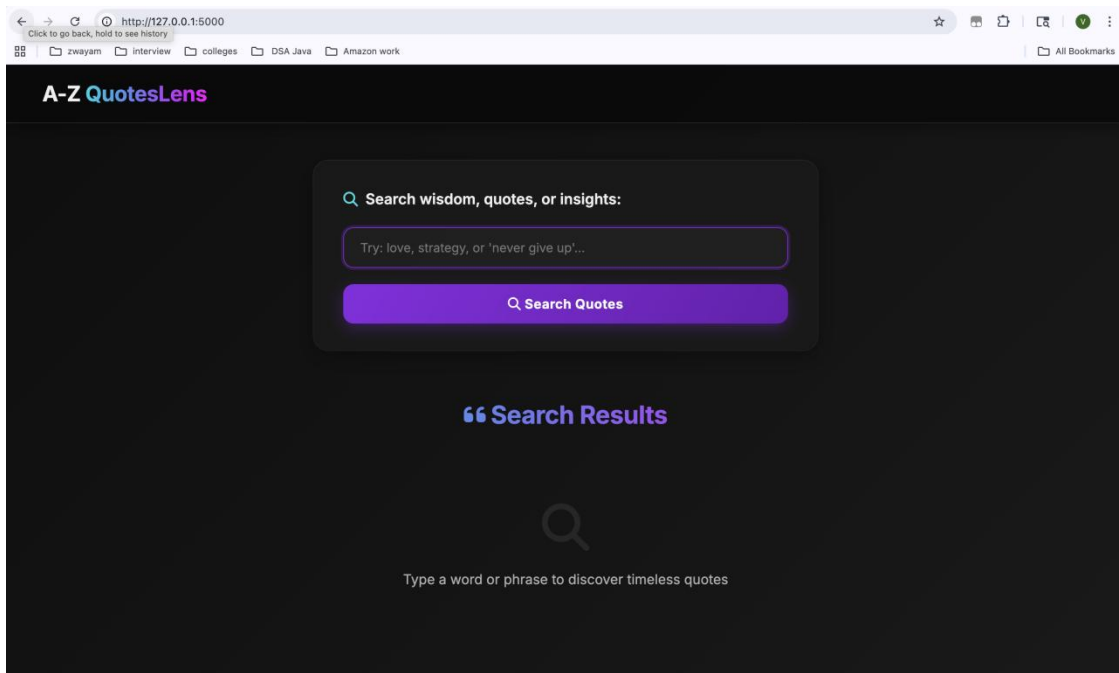 http://127.0.0.1:5000
V
Click to go back, hold to see history
zwayam interview colleges DSA Java Amazon work All Bookmarks
A-Z QuotesLens
Search wisdom, quotes, or insights:
Try: love, strategy, or 'never give up'...
Search Quotes
❝ Search Results
Type a word or phrase to discover timeless quotes